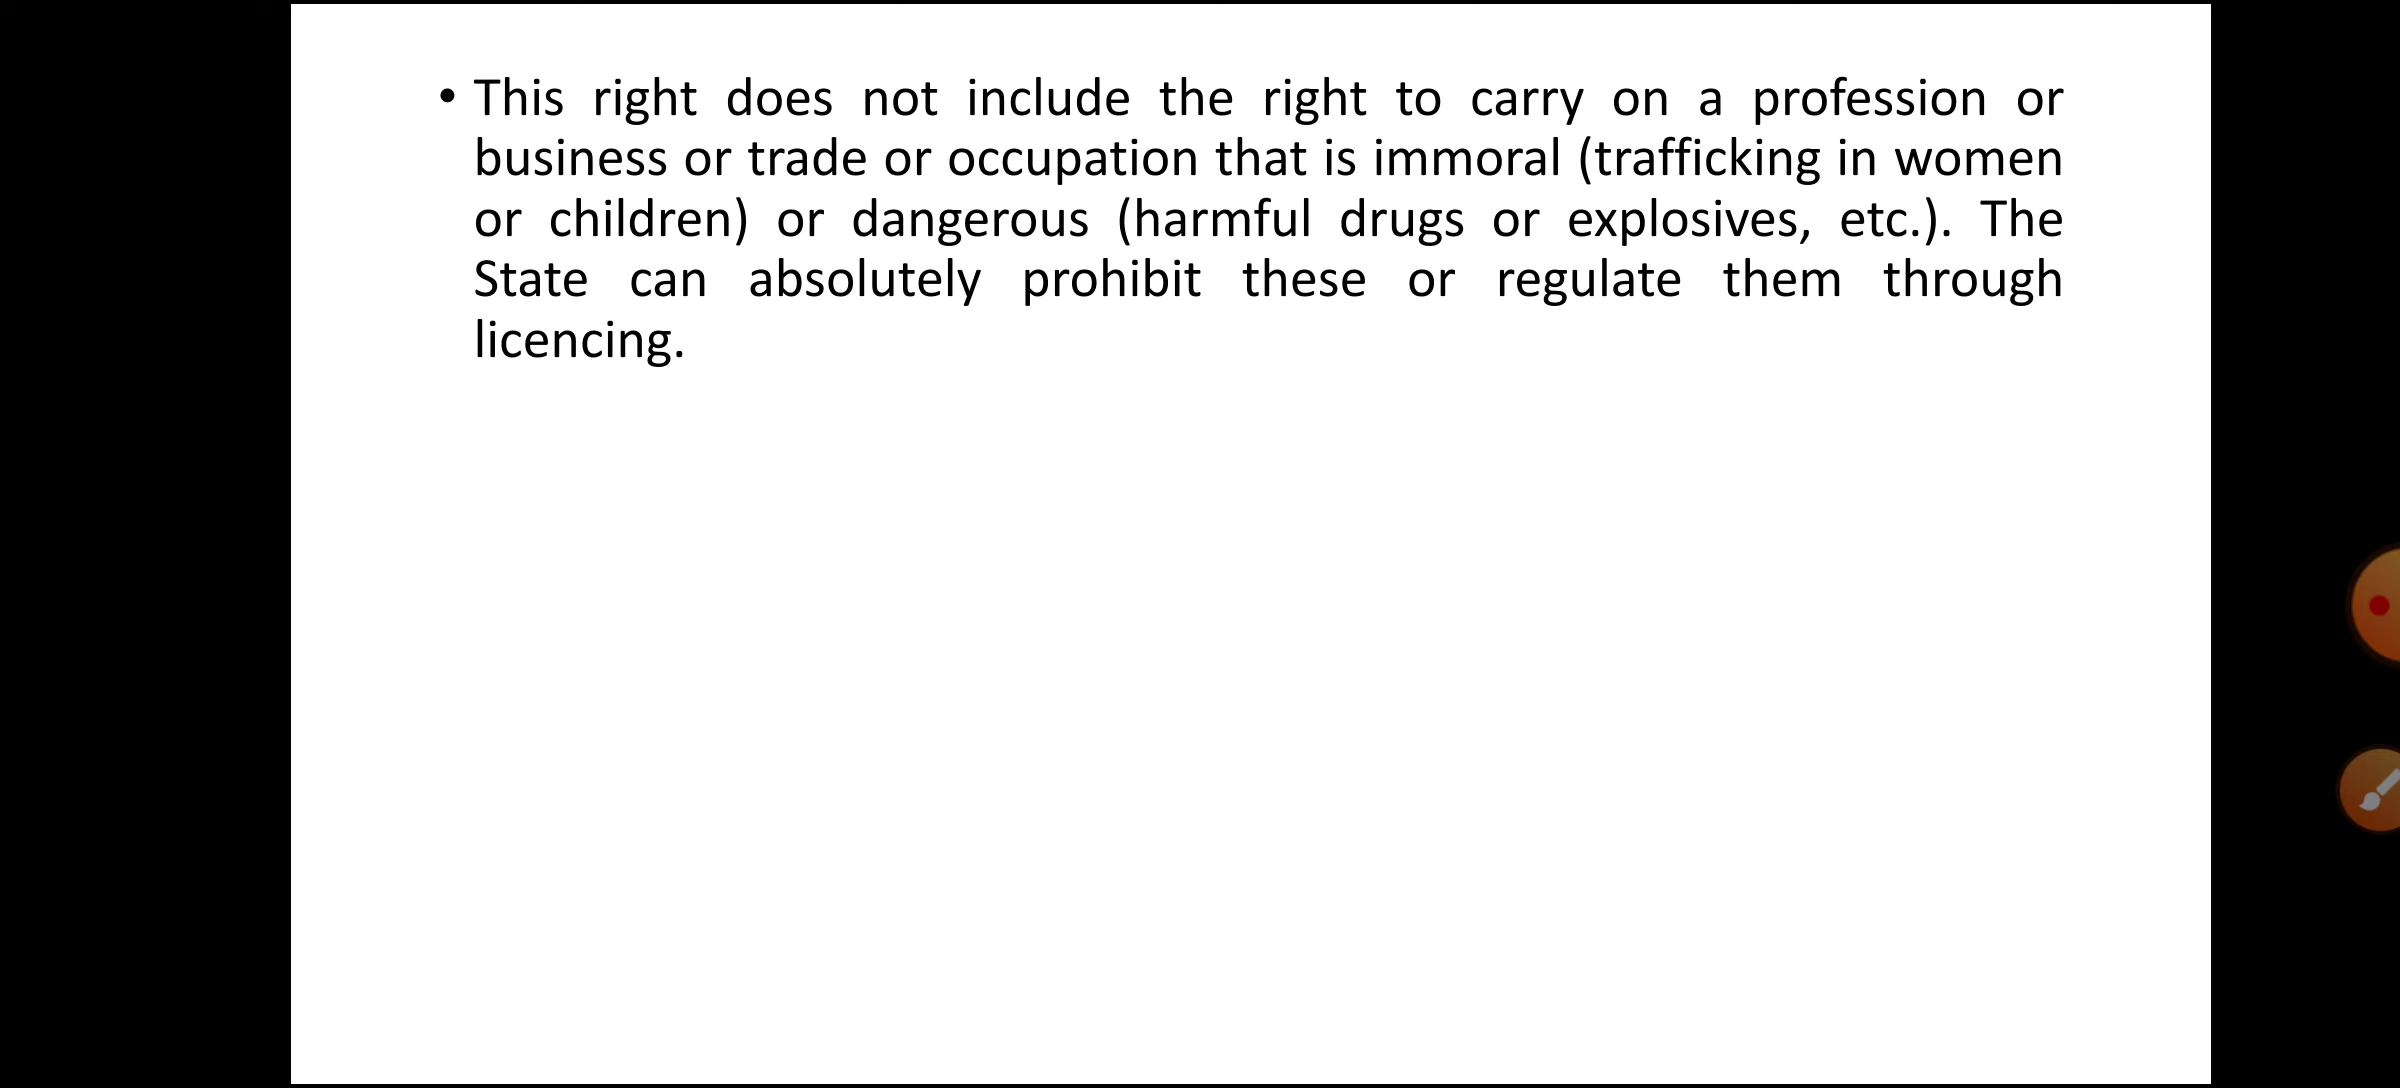 • This right does not include the right to carry on a profession or
business or trade or occupation that is immoral (trafficking in women
or children) or dangerous (harmful drugs or explosives, etc.). The
State can absolutely prohibit these or regulate them through
licencing.